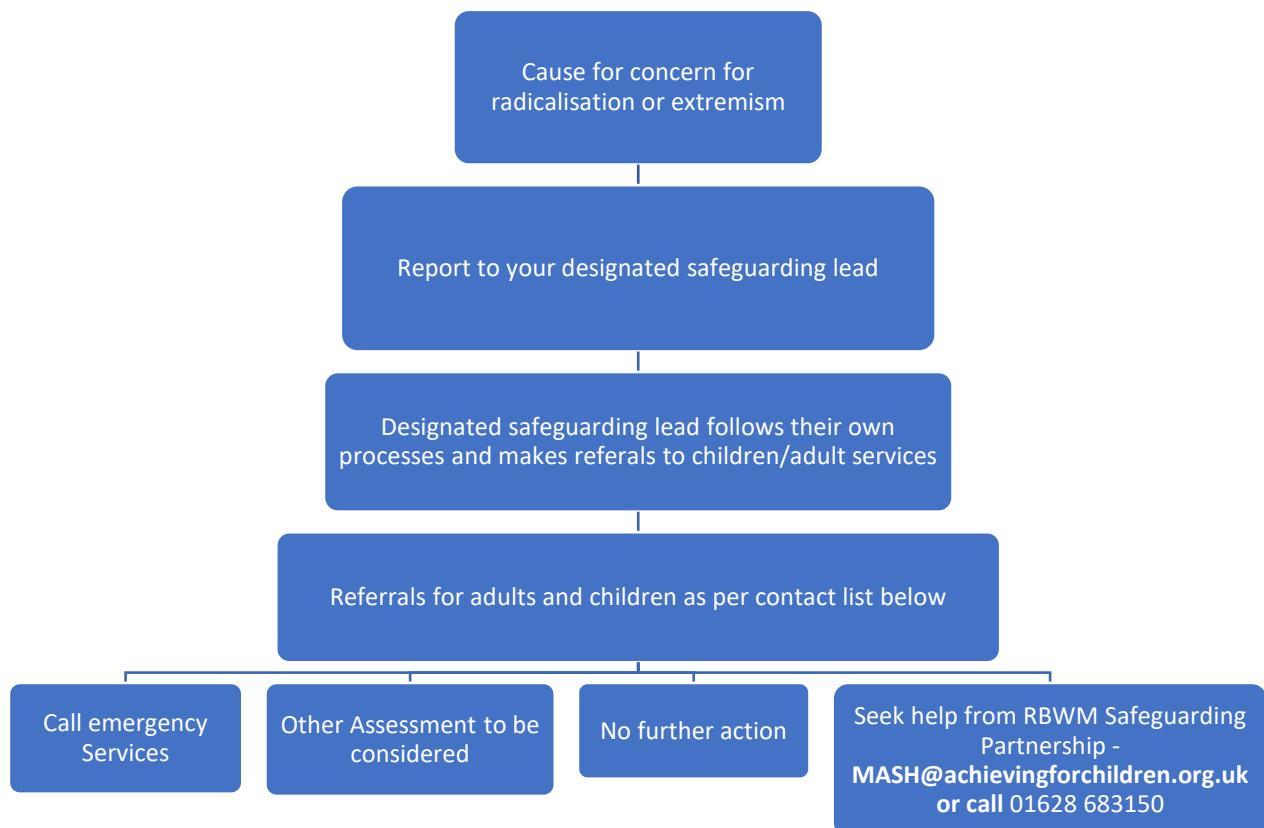 Cause for concern for
radicalisation or extremism
Report to your designated safeguarding lead
Designated safeguarding lead follows their own
processes and makes referals to children/adult services
Referrals for adults and children as per contact list below
Call emergency
Services
Other Assessment to be
considered
No further action
Seek help from RBWM Safeguarding
Partnership -
MASH@achievingforchildren.org.uk
or call 01628 683150